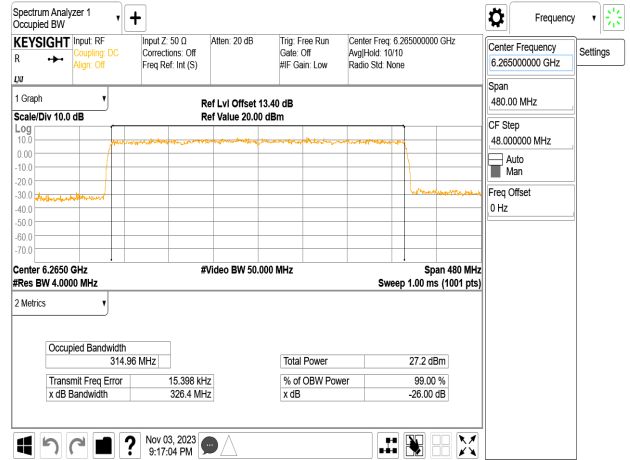 Spectrum Analyzer 1
Occupied BW
Frequency
KEYSIGHT
R
Input: RF
Coupling: DC
Align: Off
Input Z: 50 Ω
Corrections: Off
Freq Ref: Int (S)
Atten: 20 dB
Trig: Free Run
Gate: Off
#IF Gain: Low
Center Freq: 6.265000000 GHz
Avg|Hold: 10/10
Radio Std: None
Center Frequency
6.265000000 GHz
Settings
Span
480.00 MHz
CF Step
48.000000 MHz
Auto
Man
Freq Offset
0 Hz
1 Graph
Scale/Div 10.0 dB
Ref Lvl Offset 13.40 dB
Ref Value 20.00 dBm
Log
10.0
0.00
-10.0
-20.0
-30.0
-40.0
-50.0
-60.0
-70.0
Center 6.2650 GHz
#Video BW 50.000 MHz
Span 480 MHz
#Res BW 4.0000 MHz
Sweep 1.00 ms (1001 pts)
2 Metrics
Occupied Bandwidth
314.96 MHz
Total Power 27.2 dBm
Transmit Freq Error 15.398 kHz
% of OBW Power 99.00 %
x dB Bandwidth 326.4 MHz
x dB -26.00 dB
?
Nov 03, 2023
9:17:04 PM